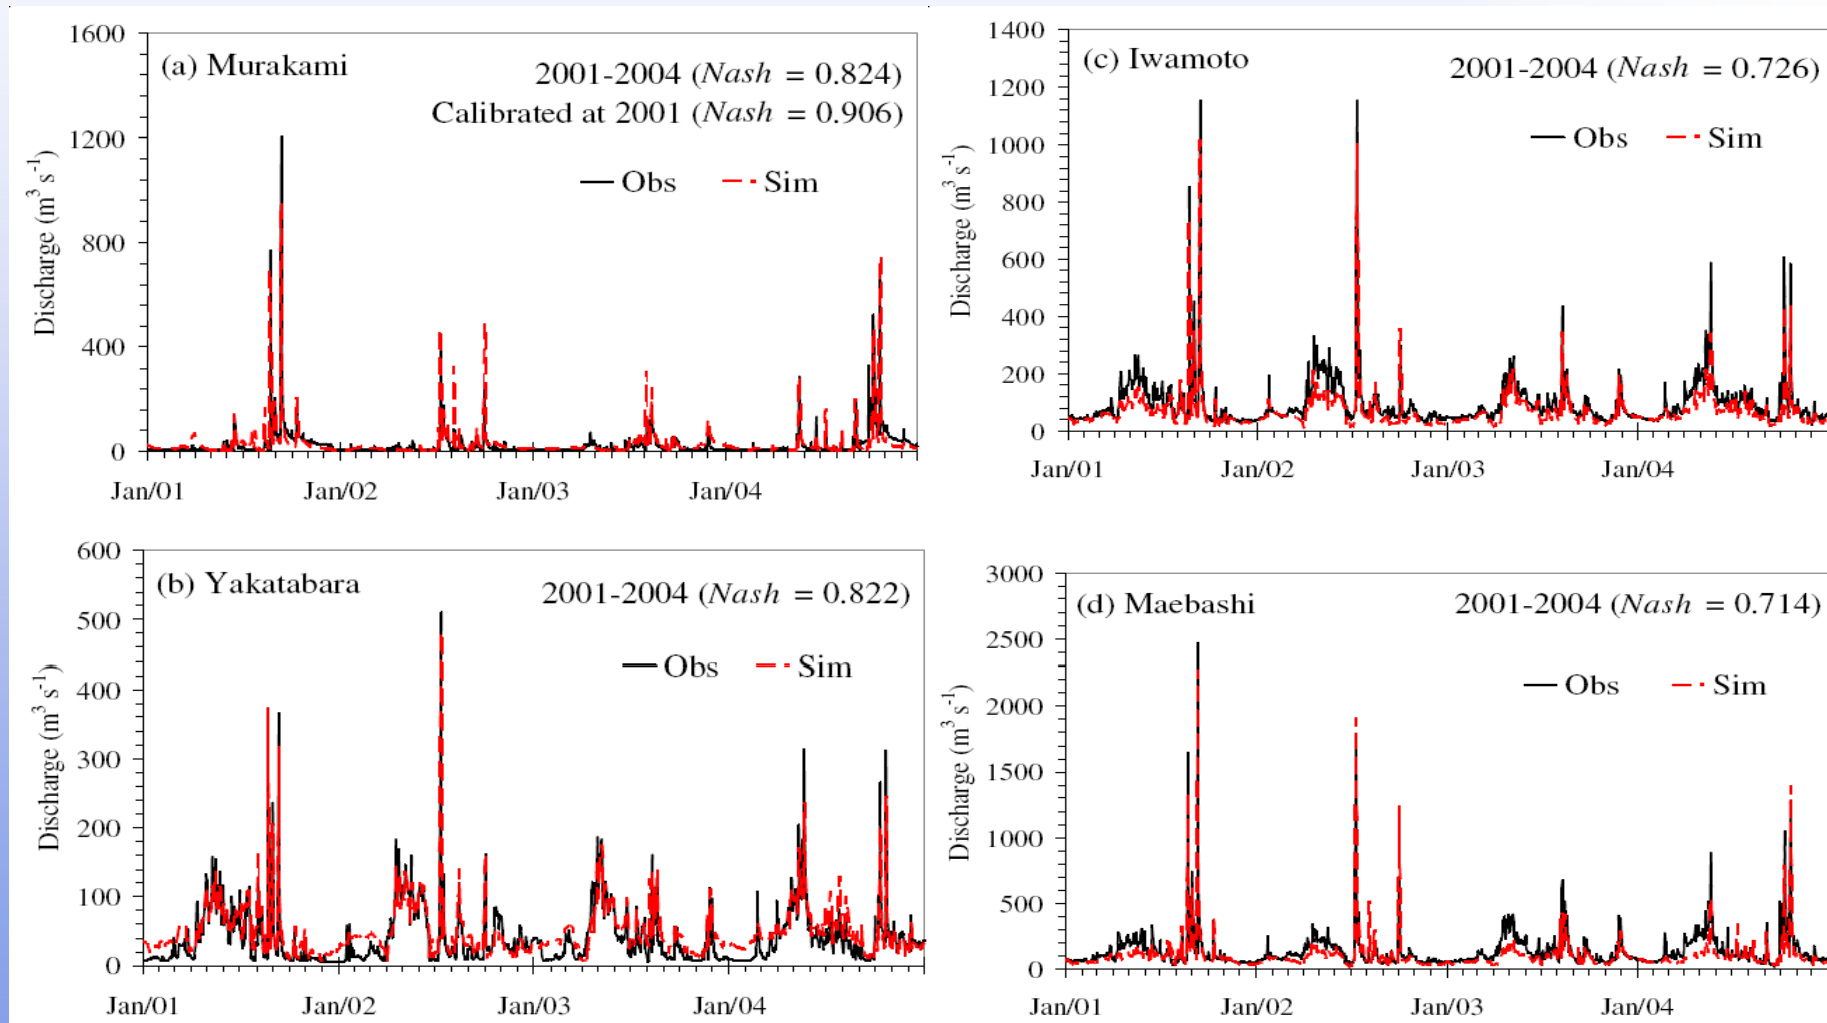 (a) Murakami
2001-2004 (Nash = 0.824)
Calibrated at 2001 (Nash = 0.906)
Obs
Sim
Discharge (m³ s⁻¹)
1600
1200
800
400
0
Jan/01
Jan/02
Jan/03
Jan/04
(c) Iwamoto
2001-2004 (Nash = 0.726)
Obs
Sim
Discharge (m³ s⁻¹)
1400
1200
1000
800
600
400
200
0
Jan/01
Jan/02
Jan/03
Jan/04
(b) Yakatabara
2001-2004 (Nash = 0.822)
Obs
Sim
Discharge (m³ s⁻¹)
600
500
400
300
200
100
0
Jan/01
Jan/02
Jan/03
Jan/04
(d) Maebashi
2001-2004 (Nash = 0.714)
Obs
Sim
Discharge (m³ s⁻¹)
3000
2500
2000
1500
1000
500
0
Jan/01
Jan/02
Jan/03
Jan/04